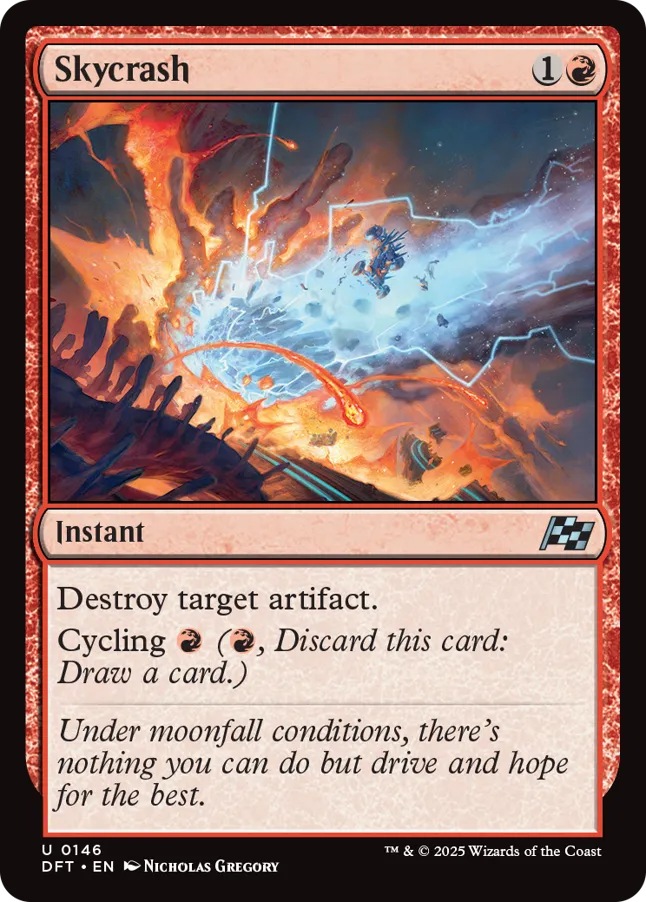 Skycrash 1
Instant
Destroy target artifact.
Cycling (, Discard this card:
Draw a card.)
Under moonfall conditions, there's
nothing you can do but drive and hope
for the best.
U 0146
DFT • EN Nicholas Gregory
™ & © 2025 Wizards of the Coast